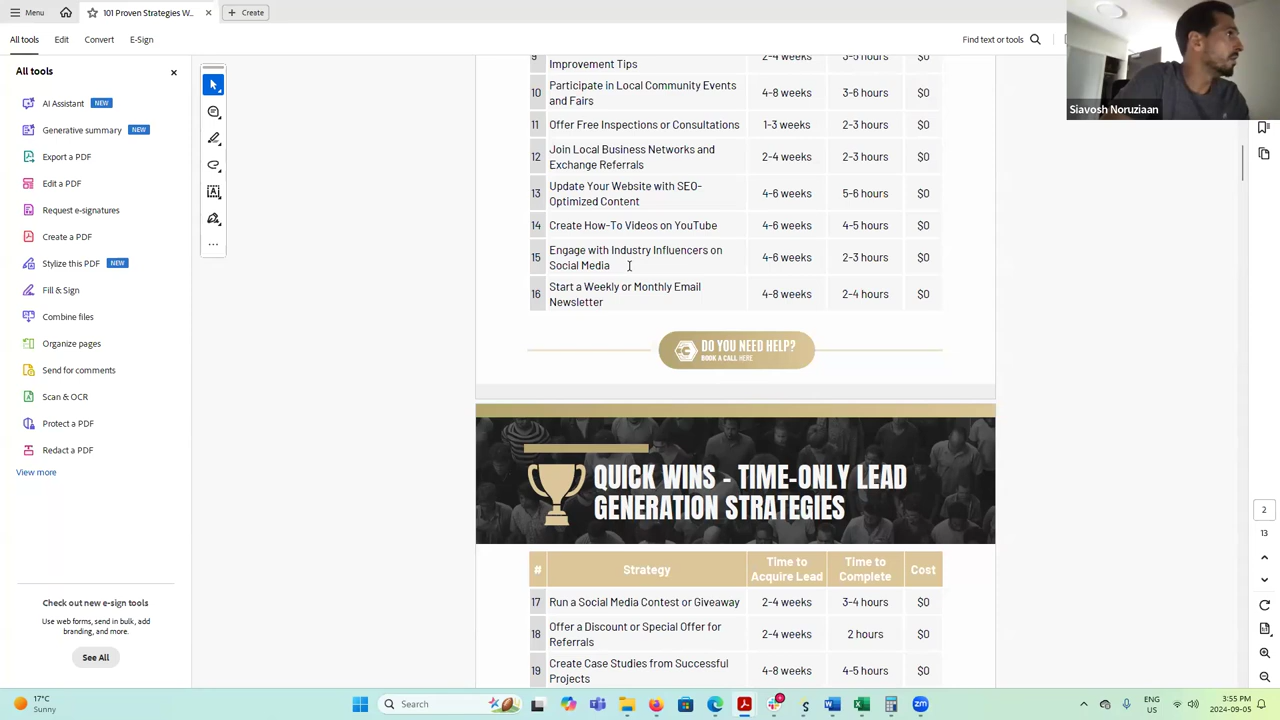 Menu
101 Proven Strategies W...
Create
All tools
Edit
Convert
E-Sign
Find text or tools
All tools
AI Assistant NEW
Generative summary NEW
Export a PDF
Edit a PDF
Request e-signatures
Create a PDF
Stylize this PDF NEW
Fill & Sign
Combine files
Organize pages
Send for comments
Scan & OCR
Protect a PDF
Redact a PDF
View more
Check out new e-sign tools
Use web forms, send in bulk, add
branding, and more.
See All
Siavosh Noruziaan
9 Improvement Tips 2-4 weeks 3-5 hours $0
10 Participate in Local Community Events
and Fairs 4-8 weeks 3-6 hours $0
11 Offer Free Inspections or Consultations 1-3 weeks 2-3 hours $0
12 Join Local Business Networks and
Exchange Referrals 2-4 weeks 2-3 hours $0
13 Update Your Website with SEO-
Optimized Content 4-6 weeks 5-6 hours $0
14 Create How-To Videos on YouTube 4-6 weeks 4-5 hours $0
15 Engage with Industry Influencers on
Social Media 4-6 weeks 2-3 hours $0
16 Start a Weekly or Monthly Email
Newsletter 4-8 weeks 2-4 hours $0
DO YOU NEED HELP?
BOOK A CALL HERE
QUICK WINS - TIME-ONLY LEAD
GENERATION STRATEGIES
# Strategy Time to
Acquire Lead Time to
Complete Cost
17 Run a Social Media Contest or Giveaway 2-4 weeks 3-4 hours $0
18 Offer a Discount or Special Offer for
Referrals 2-4 weeks 2 hours $0
19 Create Case Studies from Successful
Projects 4-8 weeks 4-5 hours $0
2
13
17°C
Sunny
Search
ENG
US
3:55 PM
2024-09-05